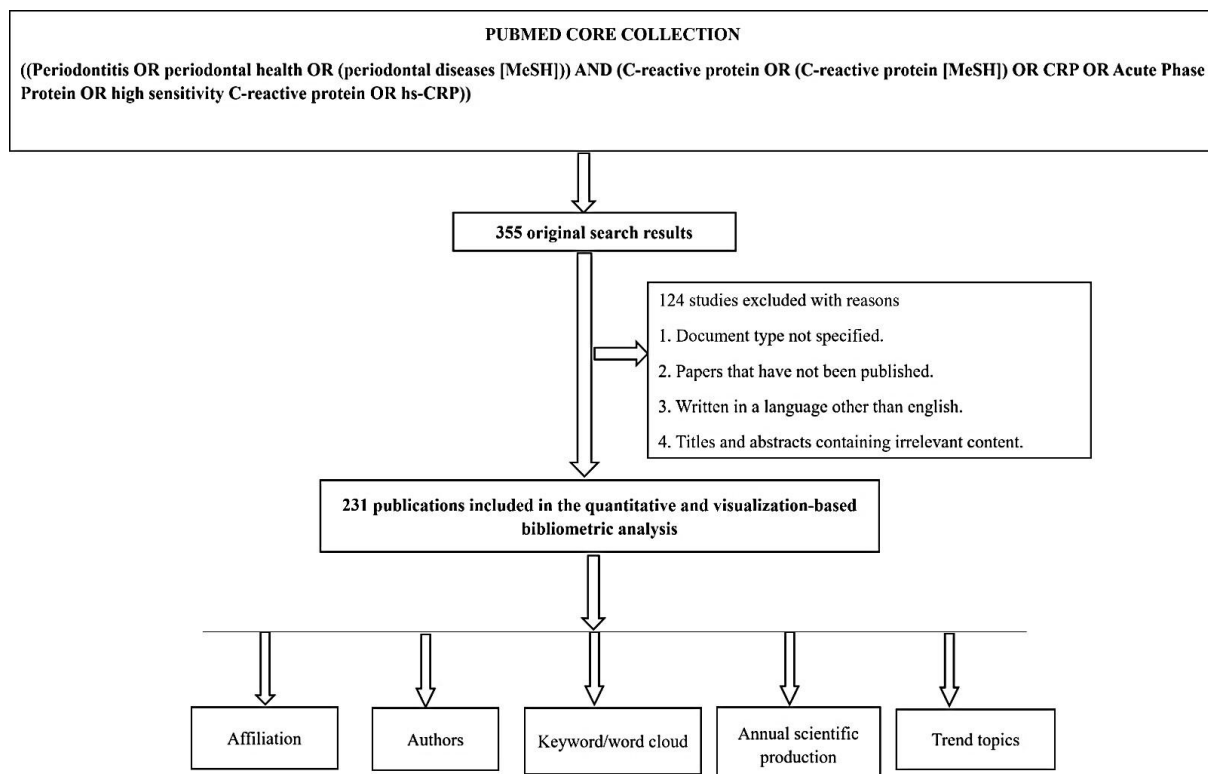 PUBMED CORE COLLECTION
((Periodontitis OR periodontal health OR (periodontal diseases [MeSH])) AND (C-reactive protein OR (C-reactive protein [MeSH]) OR CRP OR Acute Phase
Protein OR high sensitivity C-reactive protein OR hs-CRP))
355 original search results
124 studies excluded with reasons
1. Document type not specified.
2. Papers that have not been published.
3. Written in a language other than english.
4. Titles and abstracts containing irrelevant content.
231 publications included in the quantitative and visualization-based
bibliometric analysis
Affiliation
Authors
Keyword/word cloud
Annual scientific
production
Trend topics